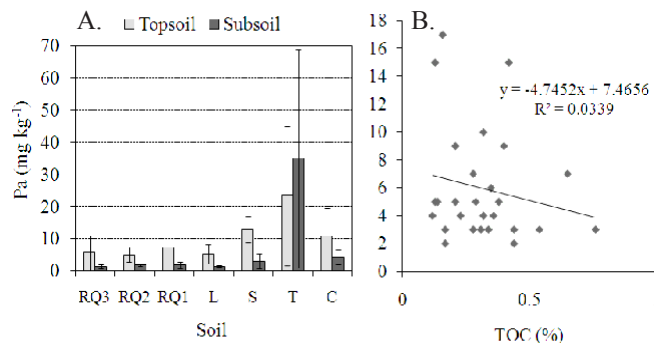 A.
Topsoil Subsoil
70
60
50
40
30
20
10
0
Pa (mg kg-1)
RQ3 RQ2 RQ1 L S T C
Soil
B.
18
16
14
12
10
8
6
4
2
0
y = -4.7452x + 7.4656
R² = 0.0339
0 0.5
TOC (%)